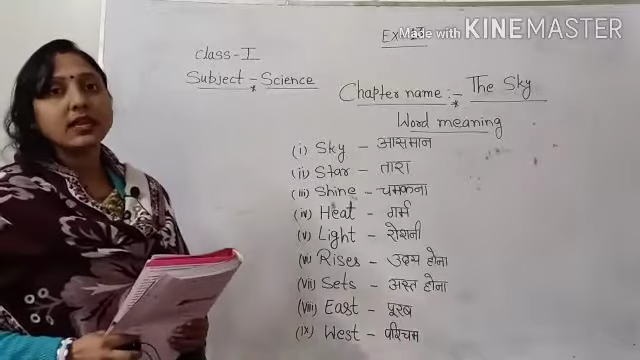 Class-I
Subject - Science
Made with KINEMASTER
Chapter name :- The Sky
Word meaning
(i) Sky - आसमान
(ii) Star - तारा
(iii) Shine - चमकना
(iv) Heat - गर्म
(v) Light - रोशनी
(vi) Rises - उदय होना
(vii) Sets - अस्त होना
(viii) East - पूरब
(ix) West - पश्चिम